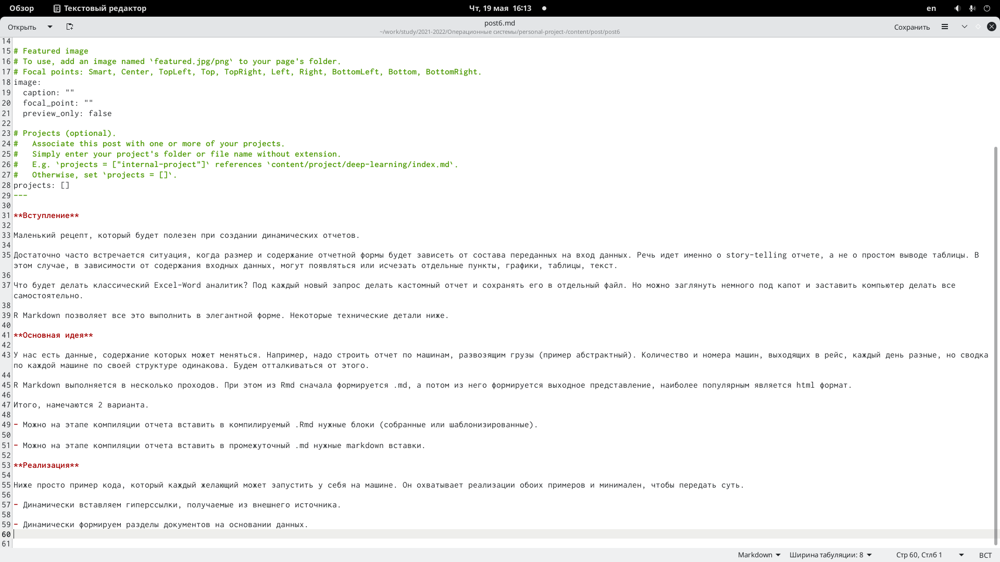 Обзор Текстовый редактор Чт, 19 мая 16:13 en
Открыть post6.md Сохранить
~/work/study/2021-2022/Операционные системы/personal-project-/content/post/post6
14
15 # Featured image
16 # To use, add an image named `featured.jpg/png` to your page's folder.
17 # Focal points: Smart, Center, TopLeft, Top, TopRight, Left, Right, BottomLeft, Bottom, BottomRight.
18 image:
19   caption: ""
20   focal_point: ""
21   preview_only: false
22
23 # Projects (optional).
24 #   Associate this post with one or more of your projects.
25 #   Simply enter your project's folder or file name without extension.
26 #   E.g. `projects = ["internal-project"]` references `content/project/deep-learning/index.md`.
27 #   Otherwise, set `projects = []`.
28 projects: []
29 ---
30
31 **Вступление**
32
33 Маленький рецепт, который будет полезен при создании динамических отчетов.
34
35 Достаточно часто встречается ситуация, когда размер и содержание отчетной формы будет зависеть от состава переданных на вход данных. Речь идет именно о story-telling отчете, а не о простом выводе таблицы. В
этом случае, в зависимости от содержания входных данных, могут появляться или исчезать отдельные пункты, графики, таблицы, текст.
36
37 Что будет делать классический Excel-Word аналитик? Под каждый новый запрос делать кастомный отчет и сохранять его в отдельный файл. Но можно заглянуть немного под капот и заставить компьютер делать все
самостоятельно.
38
39 R Markdown позволяет все это выполнить в элегантной форме. Некоторые технические детали ниже.
40
41 **Основная идея**
42
43 У нас есть данные, содержание которых может меняться. Например, надо строить отчет по машинам, развозящим грузы (пример абстрактный). Количество и номера машин, выходящих в рейс, каждый день разные, но сводка
по каждой машине по своей структуре одинакова. Будем отталкиваться от этого.
44
45 R Markdown выполняется в несколько проходов. При этом из Rmd сначала формируется .md, а потом из него формируется выходное представление, наиболее популярным является html формат.
46
47 Итого, намечаются 2 варианта.
48
49 - Можно на этапе компиляции отчета вставить в компилируемый .Rmd нужные блоки (собранные или шаблонизированные).
50
51 - Можно на этапе компиляции отчета вставить в промежуточный .md нужные markdown вставки.
52
53 **Реализация**
54
55 Ниже просто пример кода, который каждый желающий может запустить у себя на машине. Он охватывает реализации обоих примеров и минимален, чтобы передать суть.
56
57 - Динамически вставляем гиперссылки, получаемые из внешнего источника.
58
59 - Динамически формируем разделы документов на основании данных.
60
61
Markdown Ширина табуляции: 8 Стр 60, Стлб 1 ВСТ